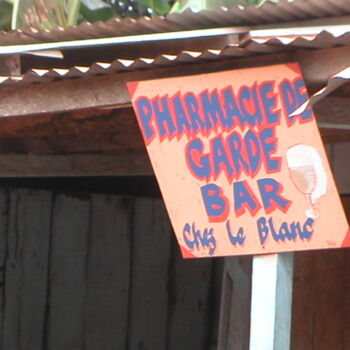 PHARMACIE DE
GARDE
BAR
Chez Le Blanc